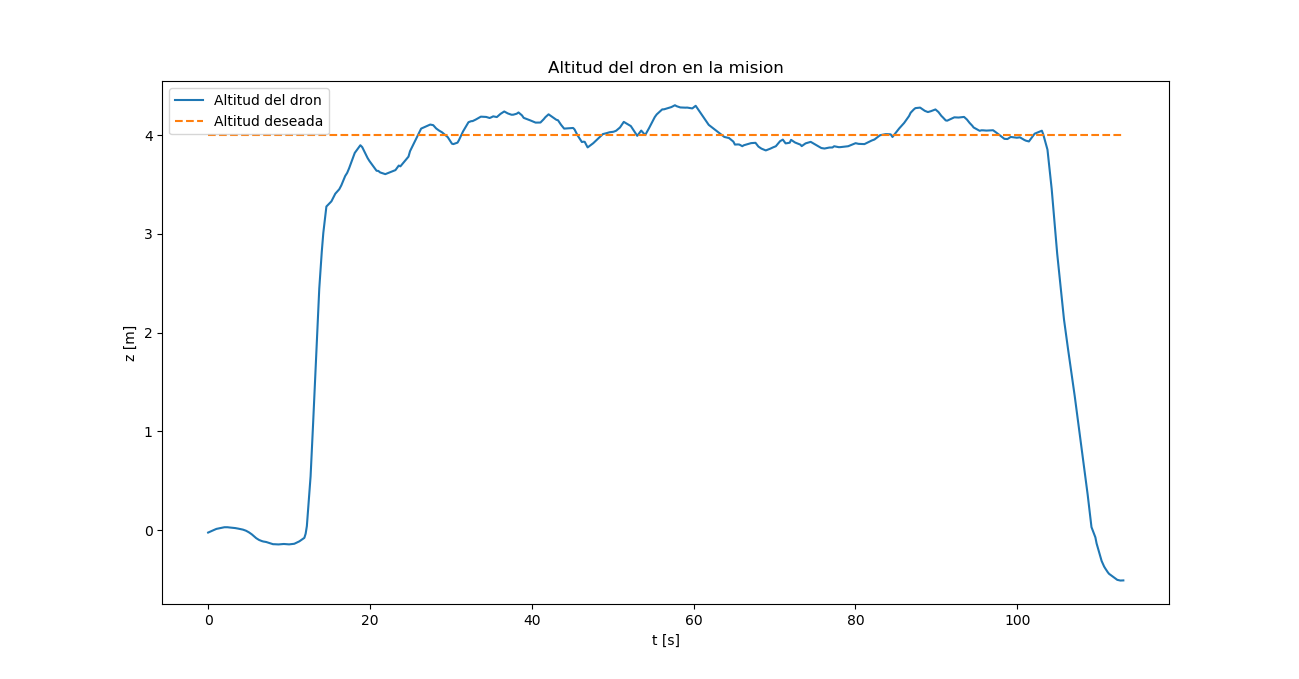 Altitud del dron en la mision
Altitud del dron
Altitud deseada
4
3
2
1
0
z [m]
0 20 40 60 80 100
t [s]